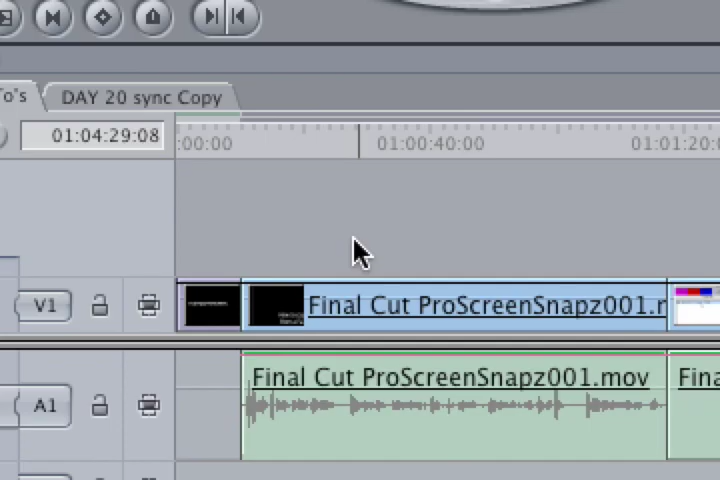 o's DAY 20 sync Copy
01:04:29:08 :00:00 01:00:40:00 01:01:20:0
V1 Final Cut ProScreenSnapz001.r
A1 Final Cut ProScreenSnapz001.mov Fina